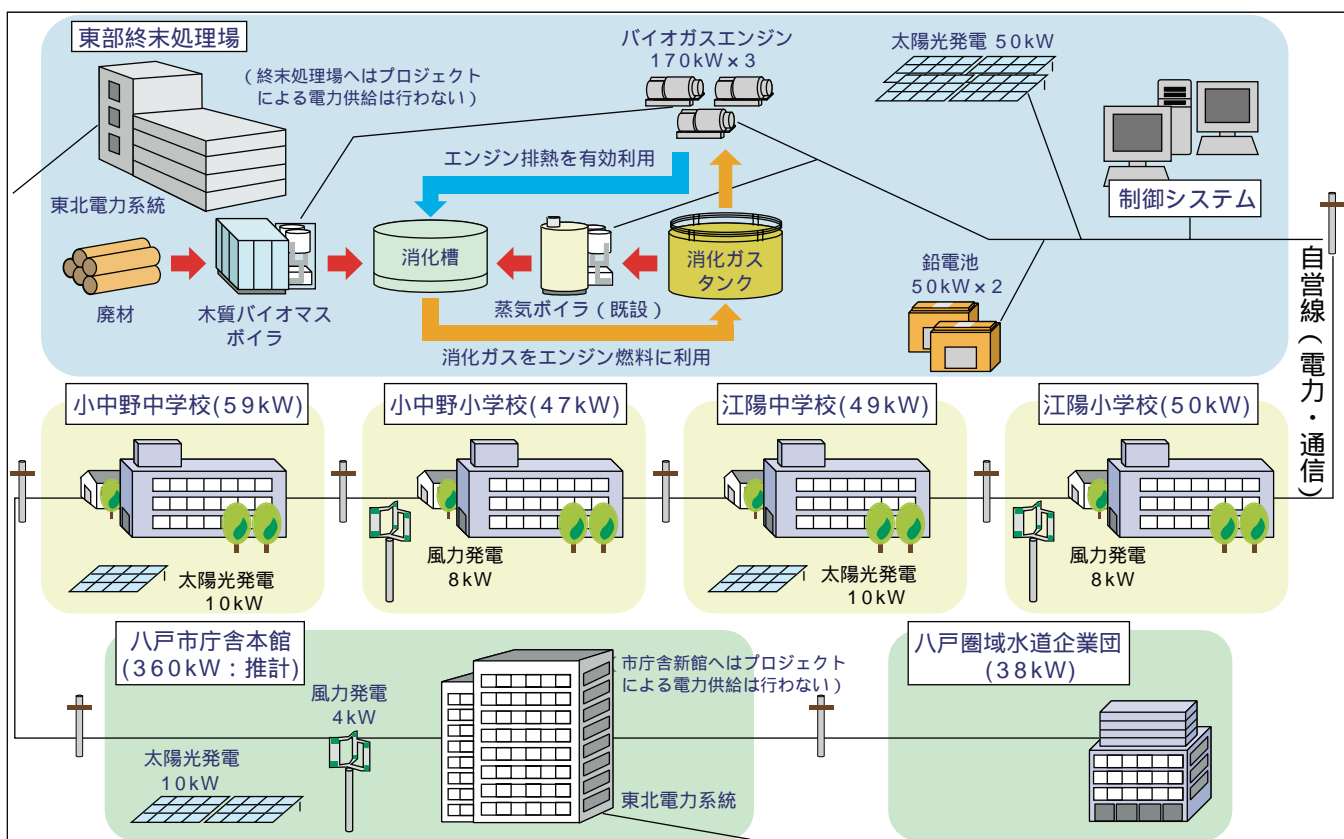 東部終末処理場
(終末処理場へはプロジェクト
による電力供給は行わない)
バイオガスエンジン
170kW×3
太陽光発電 50kW
エンジン排熱を有効利用
東北電力系統
制御システム
消化槽
消化ガス
タンク
鉛電池
50kW×2
廃材
木質バイオマス
ボイラ
蒸気ボイラ(既設)
消化ガスをエンジン燃料に利用
自営線(電力・通信)
小中野中学校(59kW)
太陽光発電
10kW
小中野小学校(47kW)
風力発電
8kW
江陽中学校(49kW)
太陽光発電
10kW
江陽小学校(50kW)
風力発電
8kW
八戸市庁舎本館
(360kW:推計)
風力発電
4kW
太陽光発電
10kW
(市庁舎新館へはプロジェクト
による電力供給は行わない)
東北電力系統
八戸圏域水道企業団
(38kW)